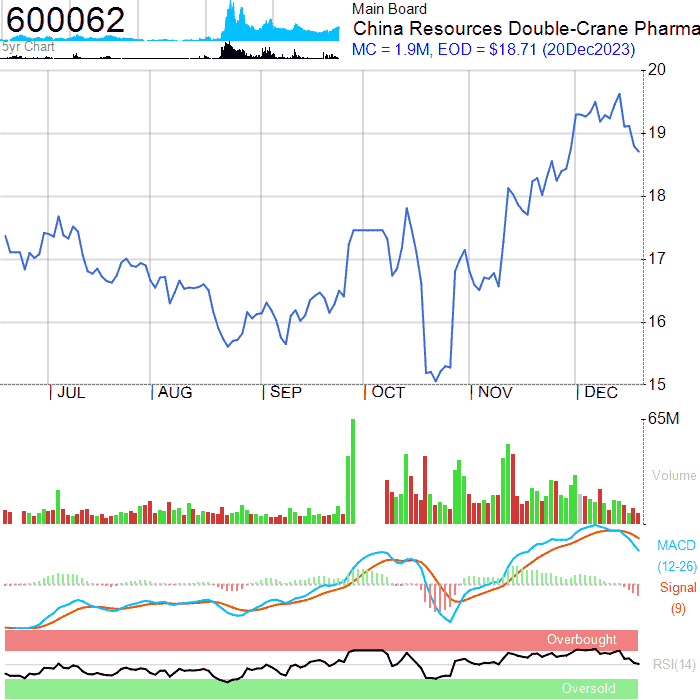 600062
5yr Chart
Main Board
China Resources Double-Crane Pharma
MC = 1.9M, EOD = $18.71 (20Dec2023)
20
19
18
17
16
15
JUL AUG SEP OCT NOV DEC
65M
Volume
MACD
(12-26)
Signal
(9)
Overbought
RSI(14)
Oversold